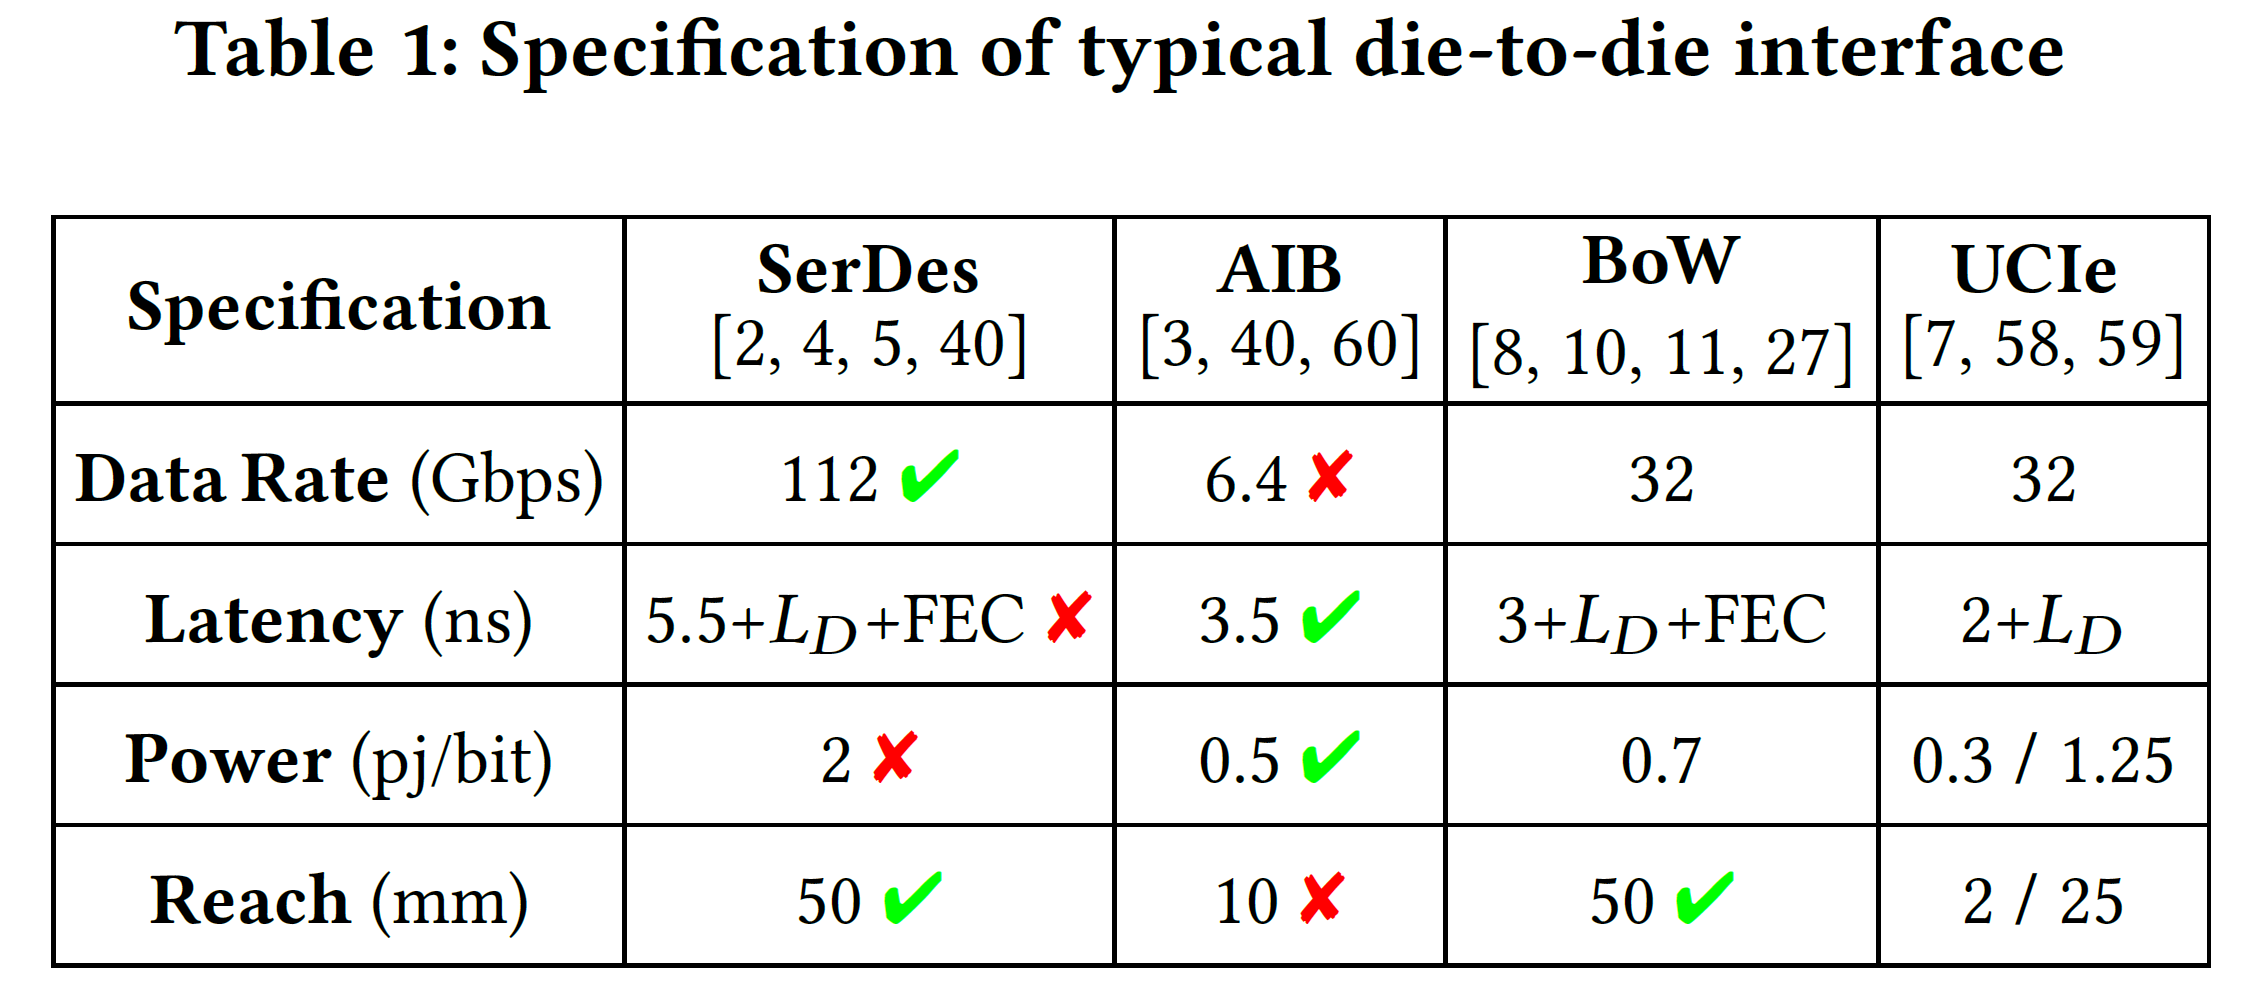 Table 1: Specification of typical die-to-die interface
Specification
SerDes
[2, 4, 5, 40]
AIB
[3, 40, 60]
BoW
[8, 10, 11, 27]
UCIe
[7, 58, 59]
Data Rate (Gbps) 112 ✔ 6.4 ✘ 32 32
Latency (ns) 5.5+L_D+FEC ✘ 3.5 ✔ 3+L_D+FEC 2+L_D
Power (pj/bit) 2 ✘ 0.5 ✔ 0.7 0.3 / 1.25
Reach (mm) 50 ✔ 10 ✘ 50 ✔ 2 / 25